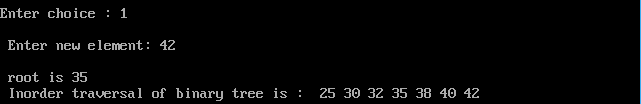 Enter choice : 1
Enter new element: 42
root is 35
Inorder traversal of binary tree is :  25 30 32 35 38 40 42